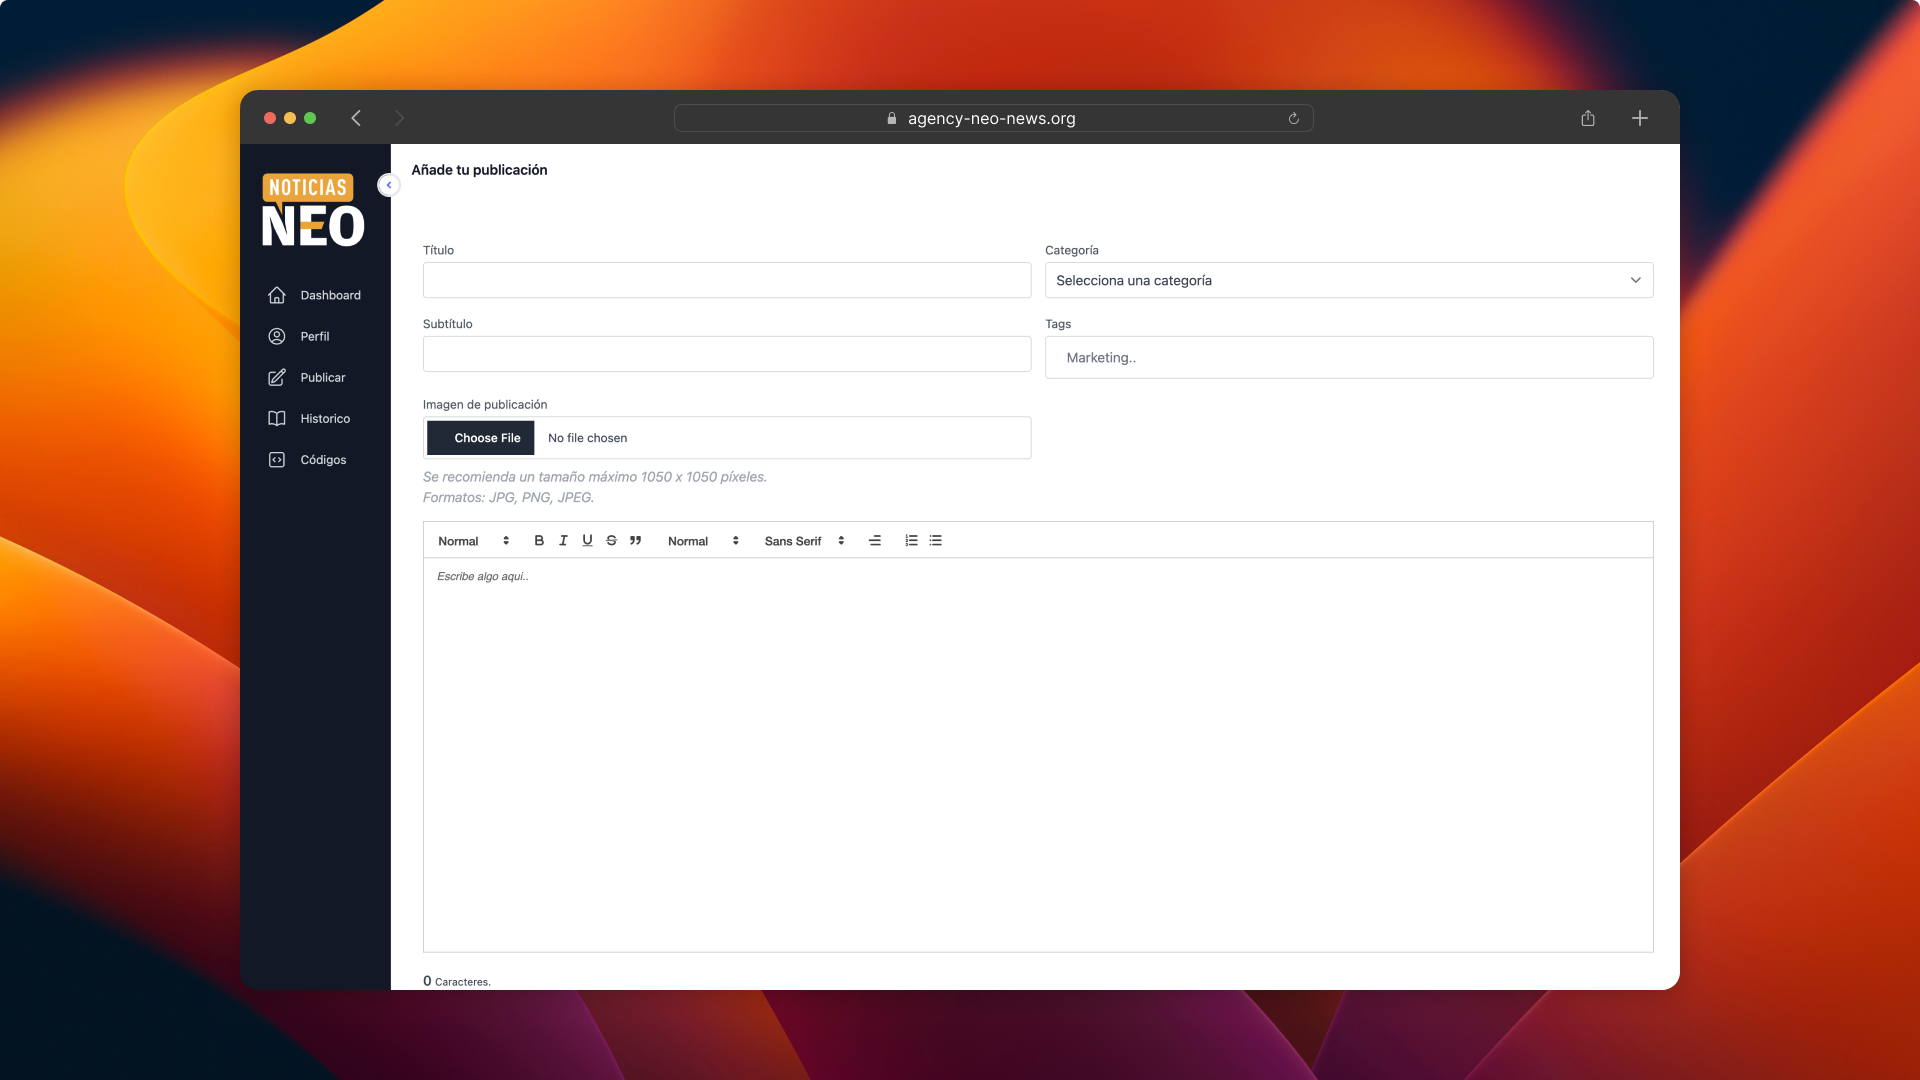 agency-neo-news.org
NOTICIAS
NEO
Dashboard
Perfil
Publicar
Historico
Códigos
Añade tu publicación
Título
Categoría
Selecciona una categoría
Subtítulo
Tags
Marketing..
Imagen de publicación
Choose File No file chosen
Se recomienda un tamaño máximo 1050 x 1050 píxeles.
Formatos: JPG, PNG, JPEG.
Normal B I U S Normal Sans Serif
Escribe algo aqui..
0 Caracteres.